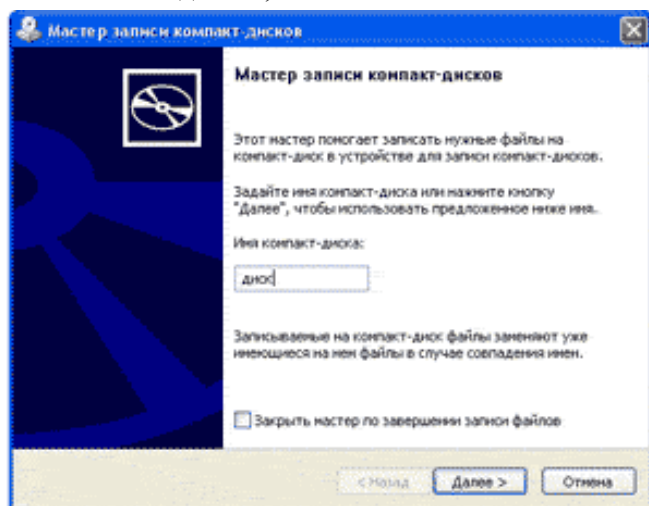 Мастер записи компакт-дисков
Мастер записи компакт-дисков
Этот мастер помогает записать нужные файлы на
компакт-диск в устройстве для записи компакт-дисков.
Задайте имя компакт-диска или нажмите кнопку
"Далее", чтобы использовать предложенное ниже имя.
Имя компакт-диска:
диск
Записываемые на компакт-диск файлы заменяют уже
имеющиеся на нем файлы в случае совпадения имен.
Закрыть мастер по завершении записи файлов
< Назад
Далее >
Отмена